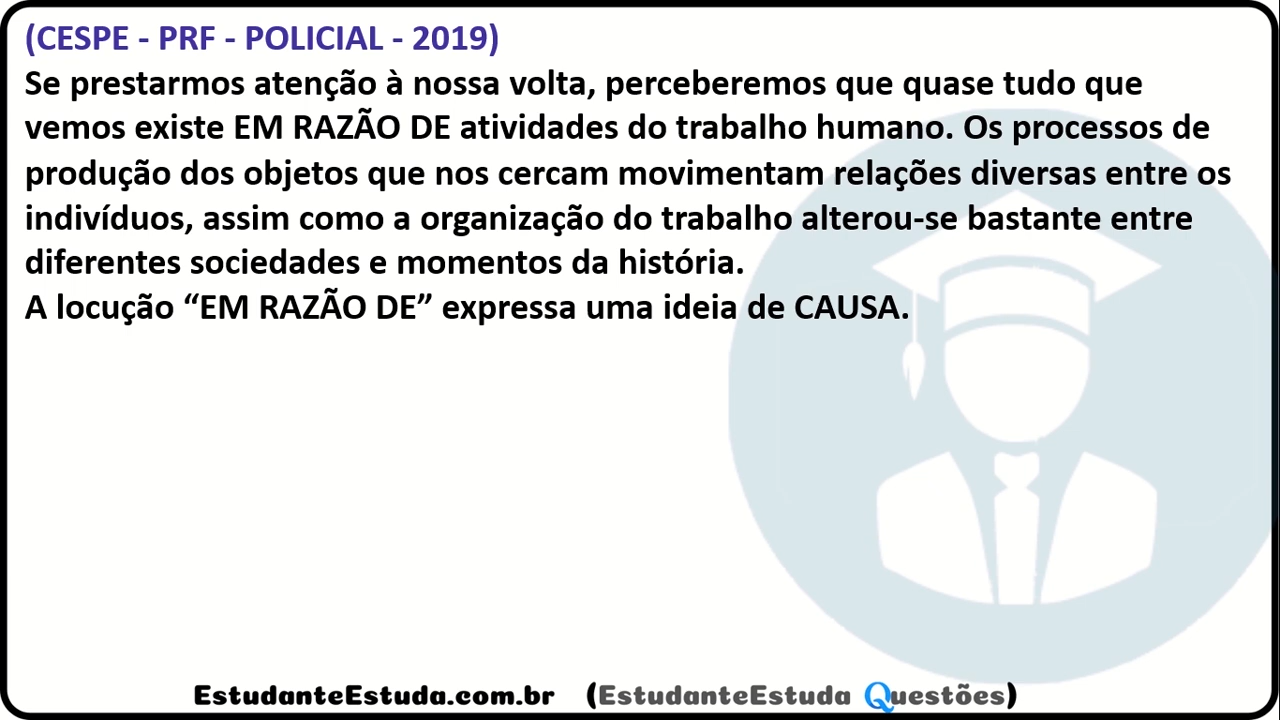 (CESPE - PRF - POLICIAL - 2019)
Se prestarmos atenção à nossa volta, perceberemos que quase tudo que
vemos existe EM RAZÃO DE atividades do trabalho humano. Os processos de
produção dos objetos que nos cercam movimentam relações diversas entre os
indivíduos, assim como a organização do trabalho alterou-se bastante entre
diferentes sociedades e momentos da história.
A locução “EM RAZÃO DE” expressa uma ideia de CAUSA.
EstudanteEstuda.com.br (EstudanteEstuda Questões)